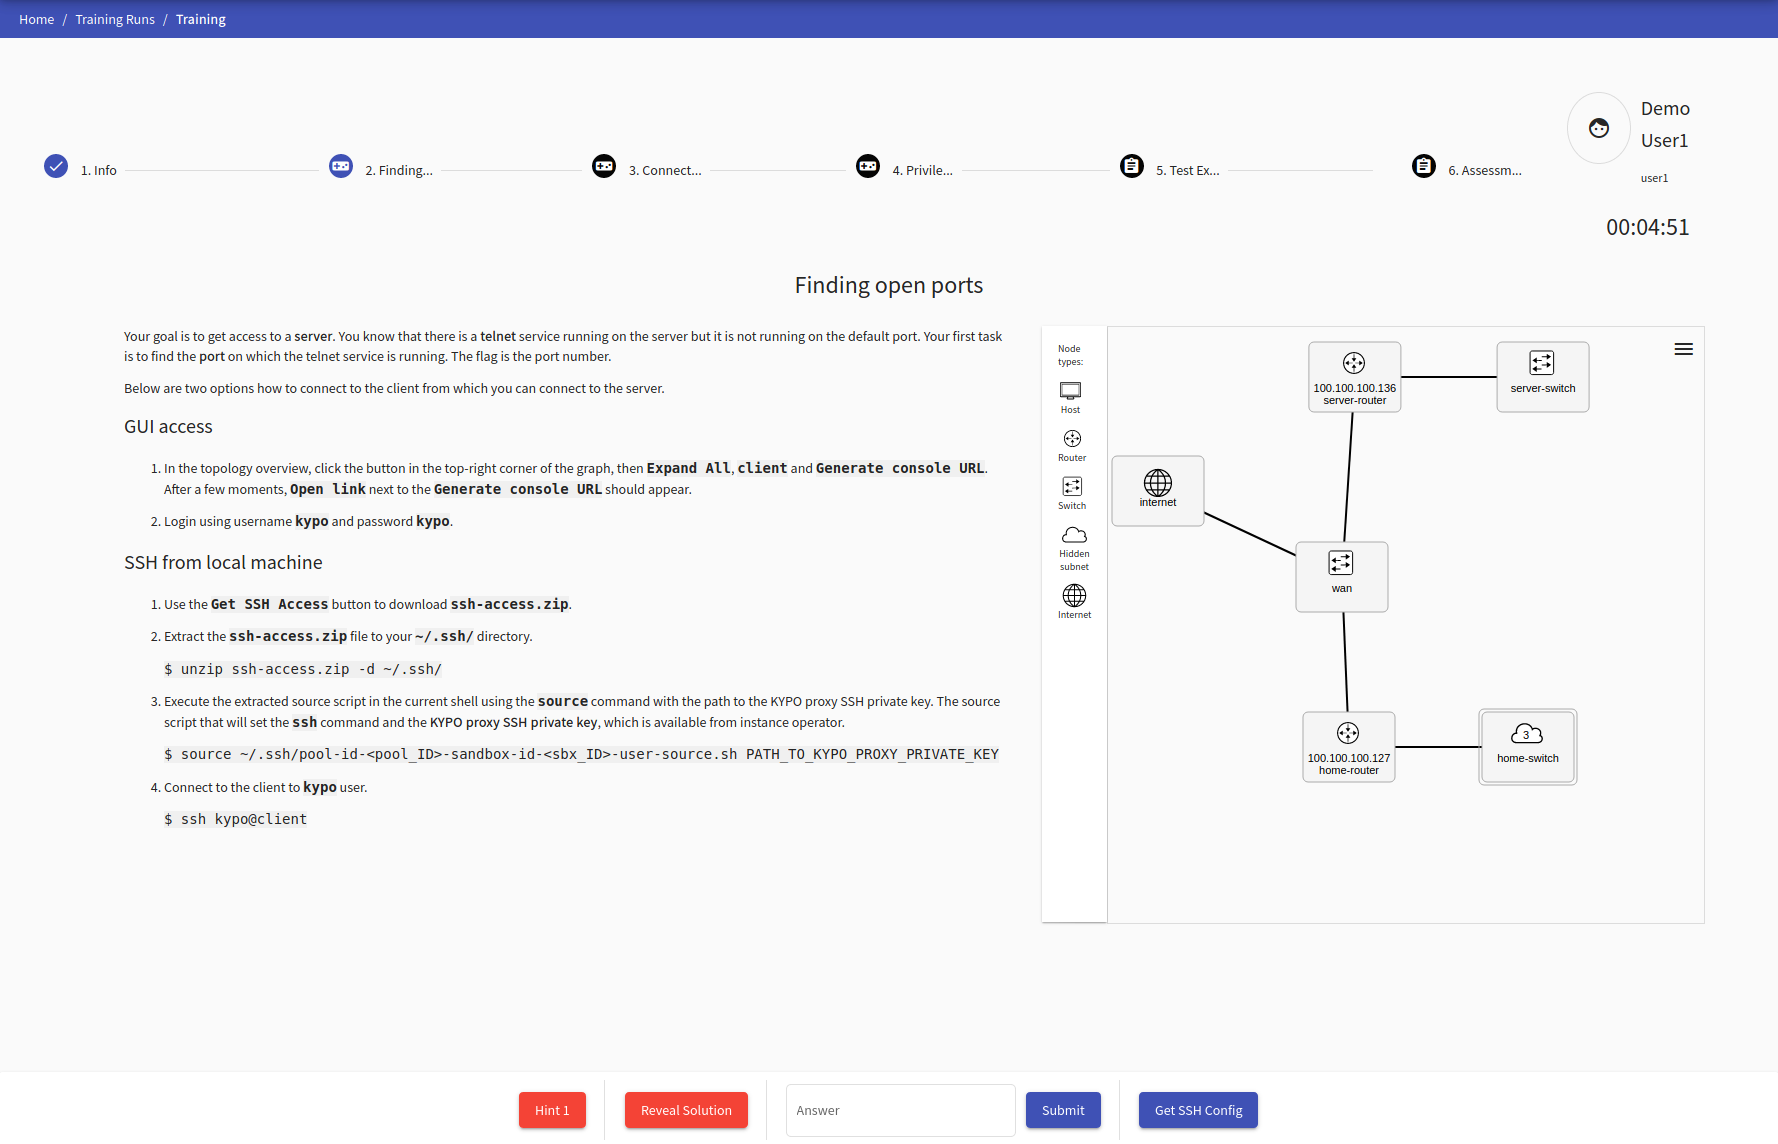 Home / Training Runs / Training
Demo
User1
user1
1. Info
2. Finding...
3. Connect...
4. Privile...
5. Test Ex...
6. Assessm...
00:04:51
Finding open ports
Your goal is to get access to a server. You know that there is a telnet service running on the server but it is not running on the default port. Your first task
is to find the port on which the telnet service is running. The flag is the port number.
Below are two options how to connect to the client from which you can connect to the server.
GUI access
1. In the topology overview, click the button in the top-right corner of the graph, then Expand All, client and Generate console URL.
After a few moments, Open link next to the Generate console URL should appear.
2. Login using username kypo and password kypo.
SSH from local machine
1. Use the Get SSH Access button to download ssh-access.zip.
2. Extract the ssh-access.zip file to your ~/.ssh/ directory.
$ unzip ssh-access.zip -d ~/.ssh/
3. Execute the extracted source script in the current shell using the source command with the path to the KYPO proxy SSH private key. The source
script that will set the ssh command and the KYPO proxy SSH private key, which is available from instance operator.
$ source ~/.ssh/pool-id-<pool_ID>-sandbox-id-<sbx_ID>-user-source.sh PATH_TO_KYPO_PROXY_PRIVATE_KEY
4. Connect to the client to kypo user.
$ ssh kypo@client
Node
types:
Host
Router
Switch
Hidden
subnet
Internet
100.100.100.136
server-router
server-switch
internet
wan
100.100.100.127
home-router
3
home-switch
Hint 1
Reveal Solution
Answer
Submit
Get SSH Config